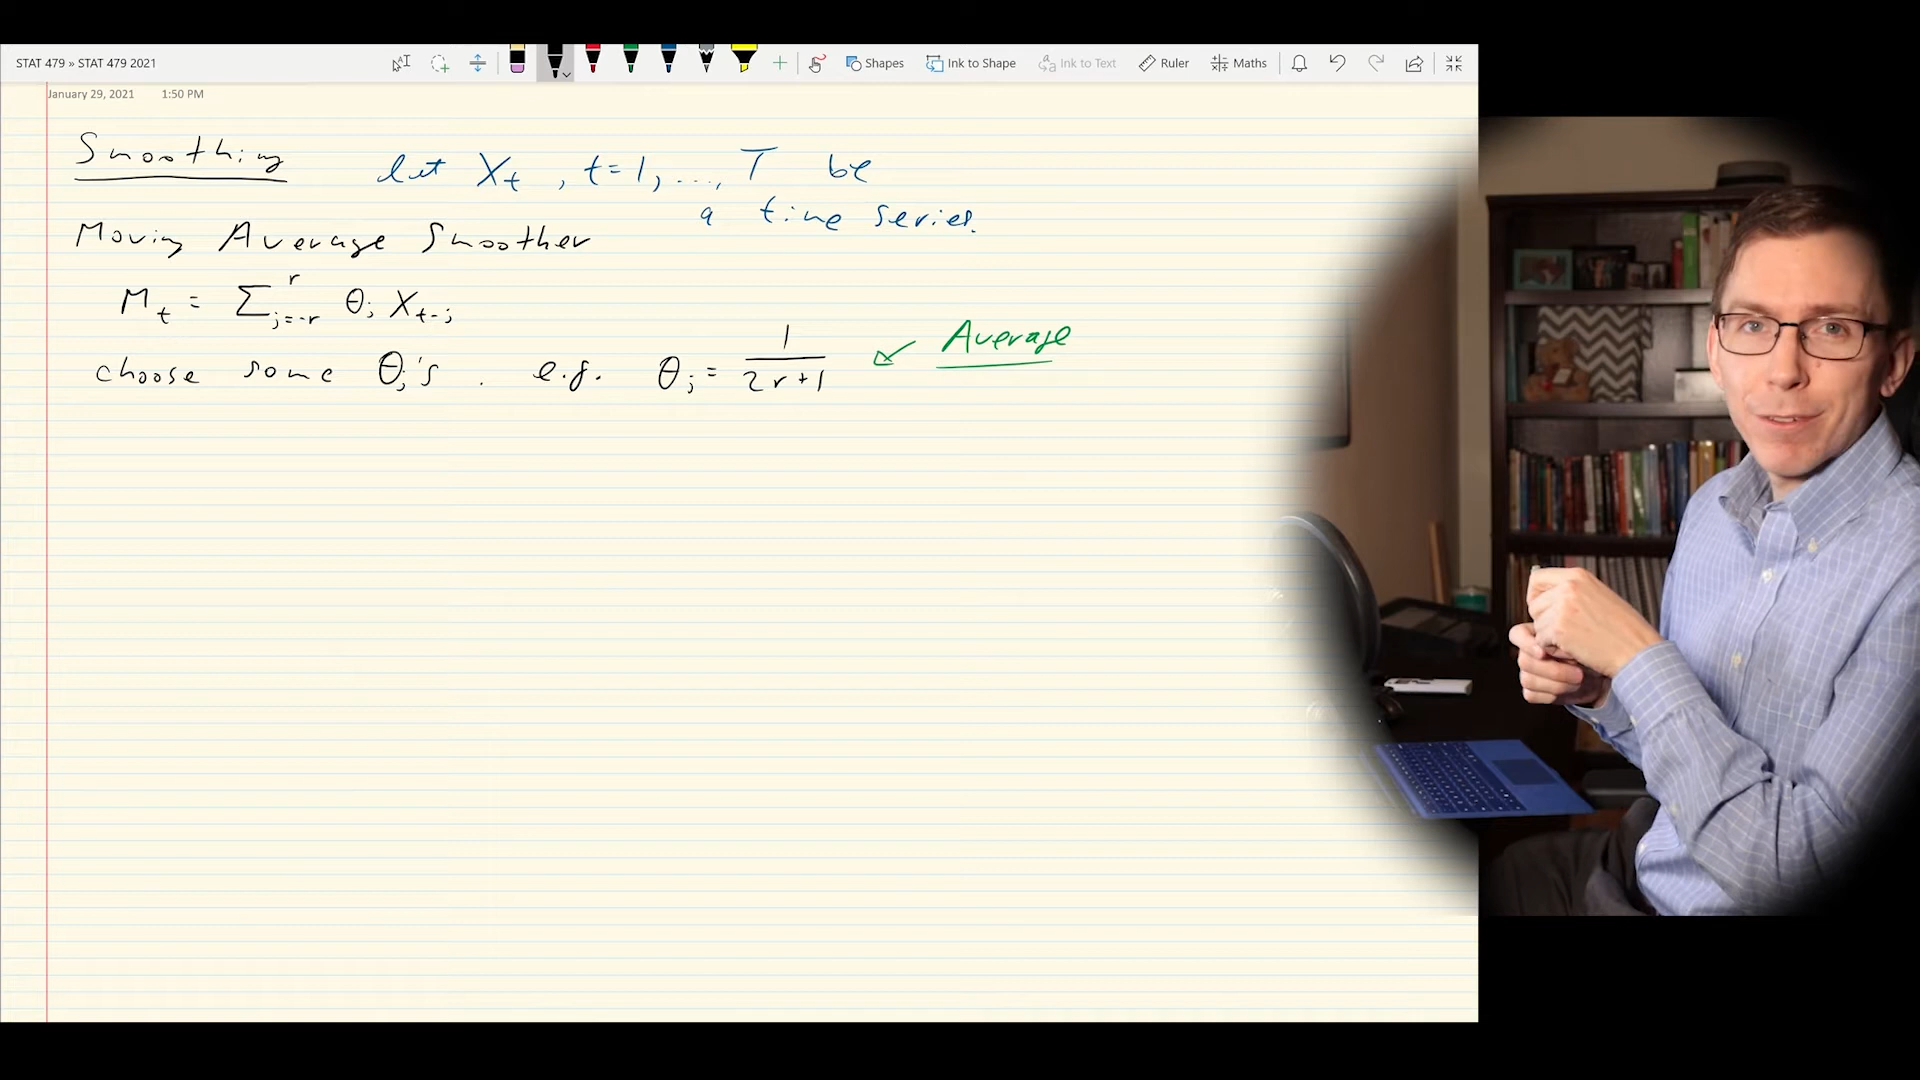 STAT 479 » STAT 479 2021
Shapes Ink to Shape Ink to Text Ruler Maths
January 29, 2021 1:50 PM
Smoothing let X_t, t=1, ..., T be
a time series.
Moving Average Smoother
M_t = ∑_{j=-r}^{r} θ_j X_{t-j}
choose some θ_j's. e.g. θ_j = 1/(2r+1) ↙ Average